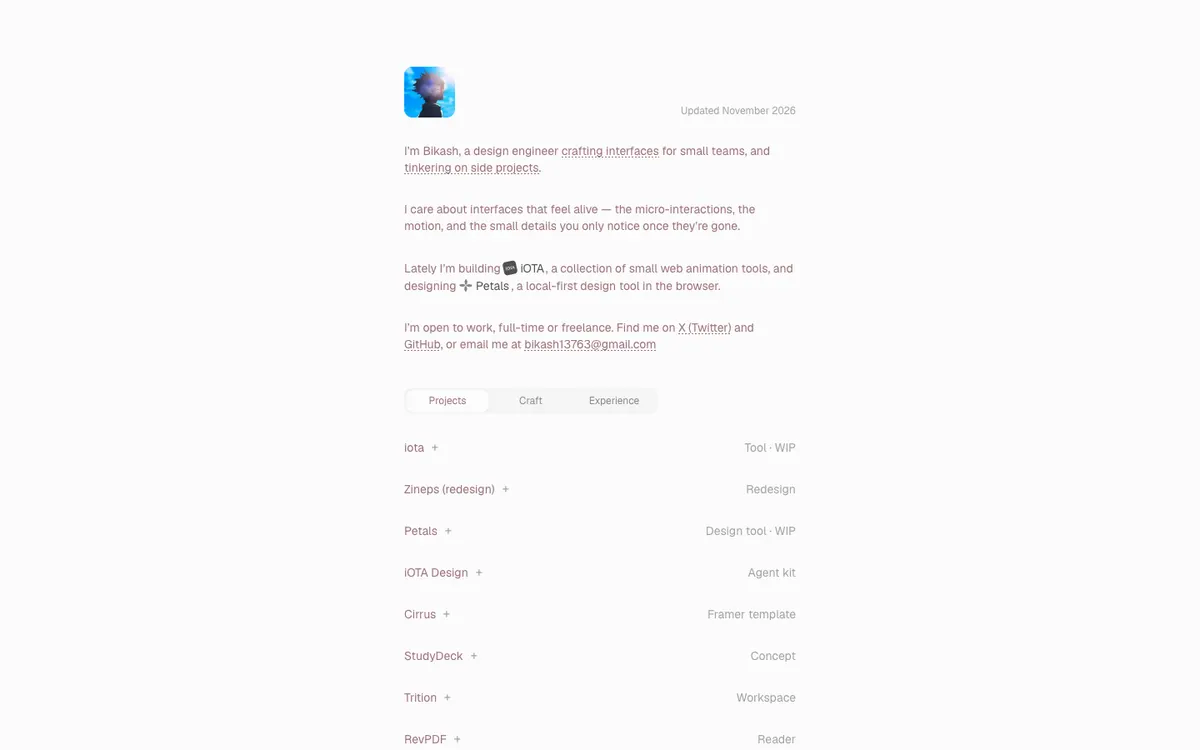 Updated November 2026
I'm Bikash, a design engineer crafting interfaces for small teams, and
tinkering on side projects.
I care about interfaces that feel alive — the micro-interactions, the
motion, and the small details you only notice once they're gone.
Lately I'm building iOTA, a collection of small web animation tools, and
designing Petals, a local-first design tool in the browser.
I'm open to work, full-time or freelance. Find me on X (Twitter) and
GitHub, or email me at bikash13763@gmail.com
Projects Craft Experience
iota + Tool · WIP
Zineps (redesign) + Redesign
Petals + Design tool · WIP
iOTA Design + Agent kit
Cirrus + Framer template
StudyDeck + Concept
Trition + Workspace
RevPDF + Reader